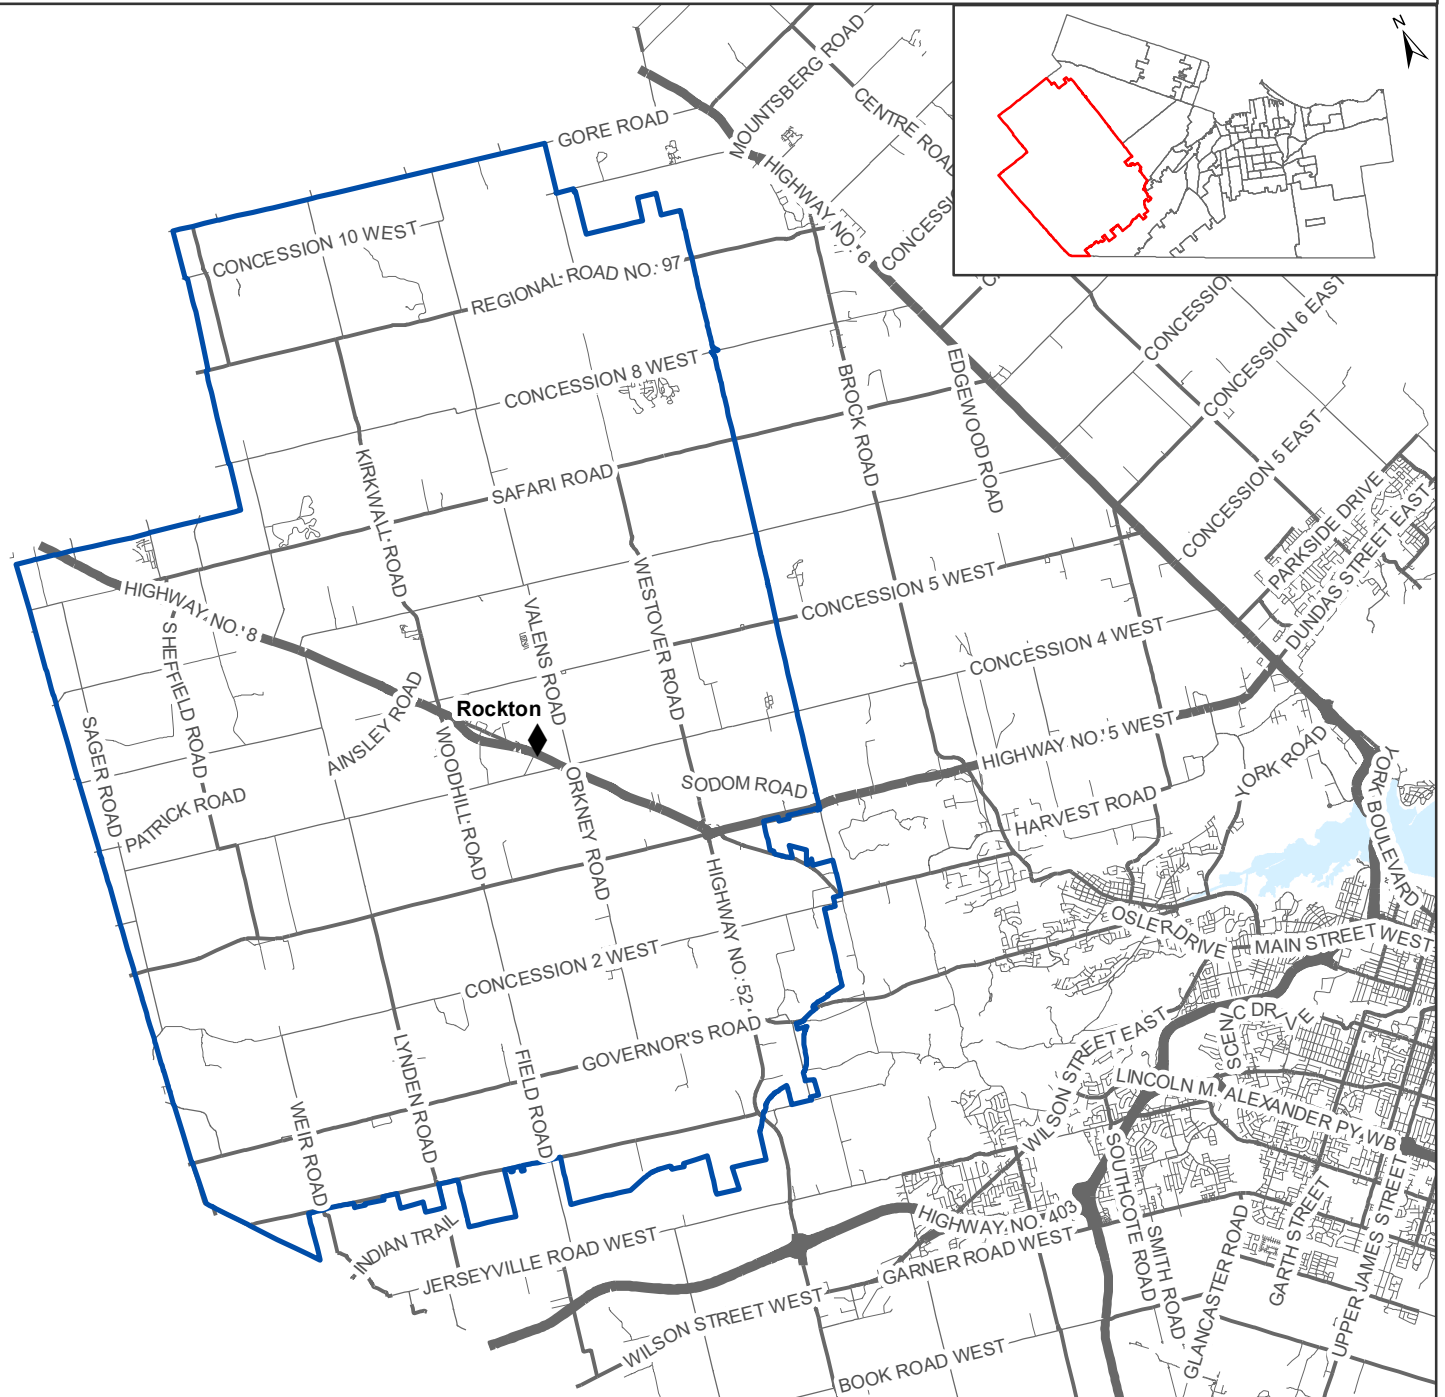 N
MOUNTSBERG ROAD
CENTRE ROAD
GORE ROAD
HIGHWAY NO. 6
CONCESSI
CONCESSION 10 WEST
REGIONAL ROAD NO. 97
C
CONCESSION
CONCESSION 6 EAST
CONCESSION 8 WEST
BROCK ROAD
EDGEWOOD ROAD
CONCESSION 5 EAST
KIRKWALL ROAD
SAFARI ROAD
PARKSIDE DRIVE
DUNDAS STREET EAST
HIGHWAY NO. 8
SHEFFIELD ROAD
VALENS ROAD
WESTOVER ROAD
CONCESSION 5 WEST
CONCESSION 4 WEST
AINSLEY ROAD
Rockton
SAGER ROAD
WOODHILL ROAD
ORKNEY ROAD
SODOM ROAD
HIGHWAY NO. 5 WEST
YORK ROAD
YORK BOULEVARD
PATRICK ROAD
HARVEST ROAD
HIGHWAY NO. 52
OSLER DRIVE
MAIN STREET WEST
CONCESSION 2 WEST
GOVERNOR'S ROAD
SCENIC DRIVE
WILSON STREET EAST
LYNDEN ROAD
FIELD ROAD
WEIR ROAD
LINCOLN M. ALEXANDER PY WB
SOUTHCOTE ROAD
INDIAN TRAIL
JERSEYVILLE ROAD WEST
HIGHWAY NO. 403
GARNER ROAD WEST
SMITH ROAD
GLANCASTER ROAD
GARTH STREET
UPPER JAMES STREET
WILSON STREET WEST
BOOK ROAD WEST